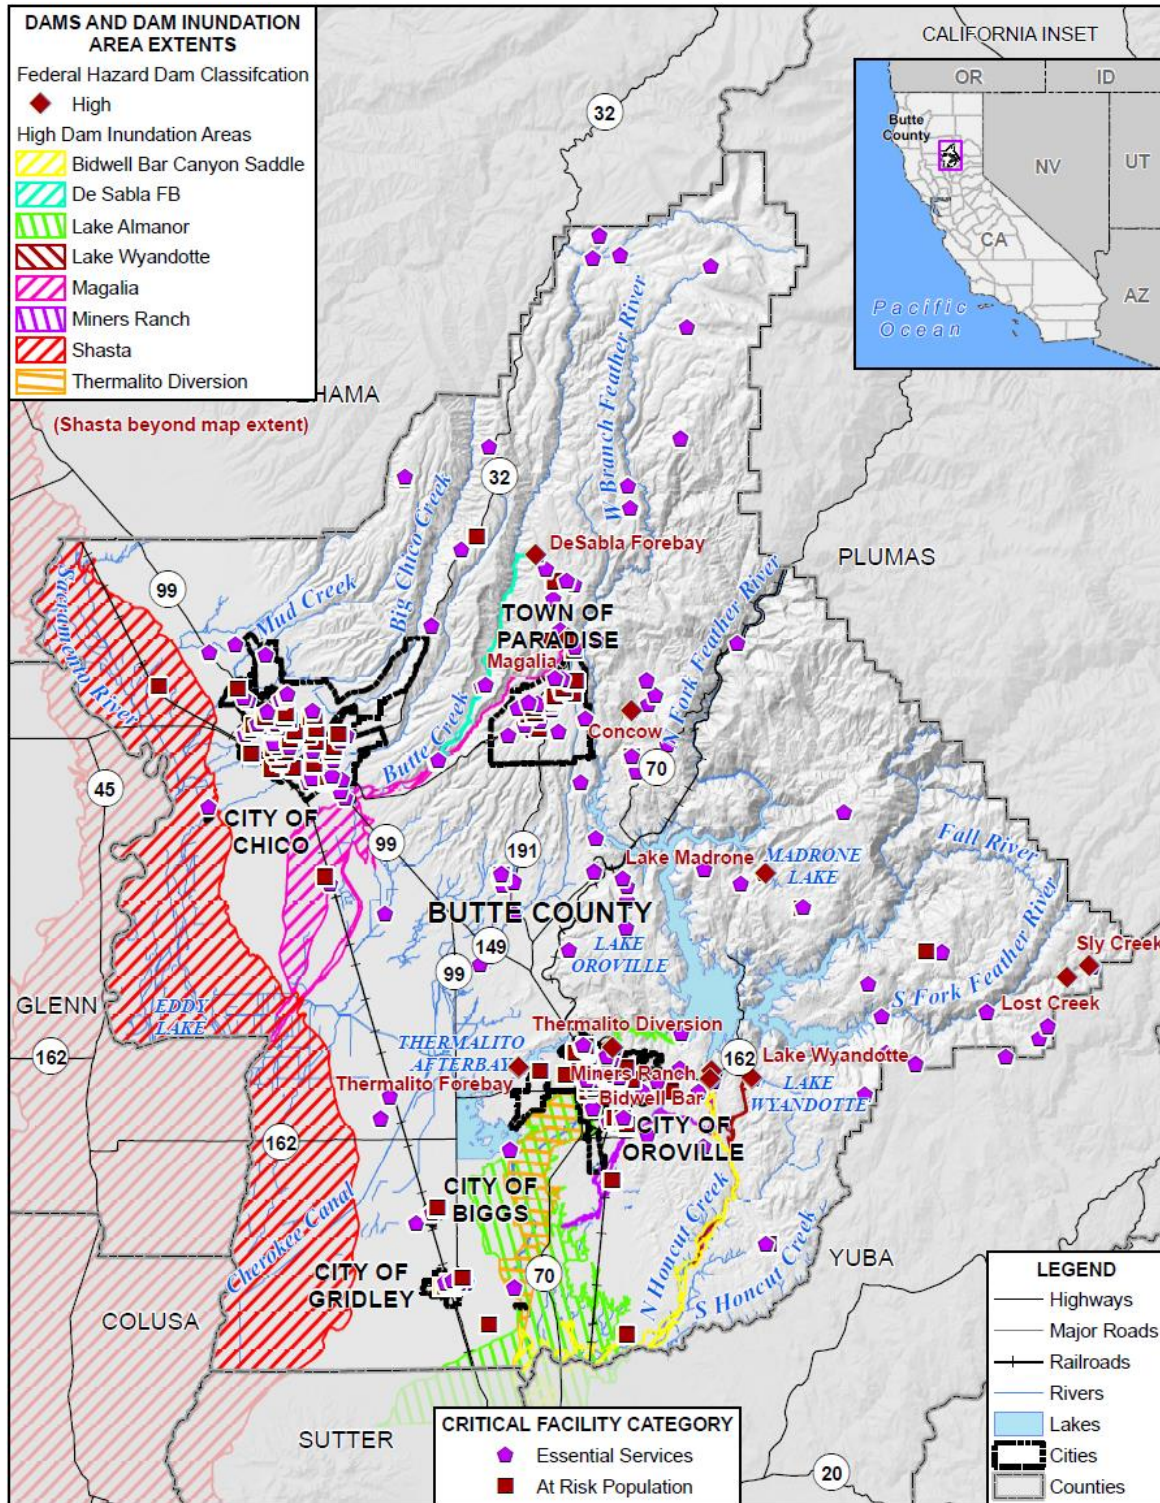 DAMS AND DAM INUNDATION
AREA EXTENTS
Federal Hazard Dam Classifcation
High
High Dam Inundation Areas
Bidwell Bar Canyon Saddle
De Sabla FB
Lake Almanor
Lake Wyandotte
Magalia
Miners Ranch
Shasta
Thermalito Diversion
CALIFORNIA INSET
OR
ID
Butte
County
NV
UT
CA
AZ
Pacific
Ocean
32
(Shasta beyond map extent)
W Branch Feather River
32
Big Chico Creek
DeSabla Forebay
PLUMAS
99
Sacramento River
Mud Creek
TOWN OF
PARADISE
Magalia
N Fork Feather River
Butte Creek
Concow
70
45
CITY OF
CHICO
99
191
Lake Madrone
MADRONE
LAKE
Fall River
BUTTE COUNTY
149
LAKE
OROVILLE
99
S Fork Feather River
Sly Creek
Lost Creek
GLENN
EDDY
LAKE
162
Thermalito Diversion
THERMALITO
AFTERBAY
162
Lake Wyandotte
Thermalito Forebay
Miners Ranch
Bidwell Bar
LAKE
WYANDOTTE
162
CITY OF
OROVILLE
CITY OF
BIGGS
Cherokee Canal
N Honcut Creek
S Honcut Creek
YUBA
CITY OF
GRIDLEY
70
COLUSA
SUTTER
20
CRITICAL FACILITY CATEGORY
Essential Services
At Risk Population
LEGEND
Highways
Major Roads
Railroads
Rivers
Lakes
Cities
Counties